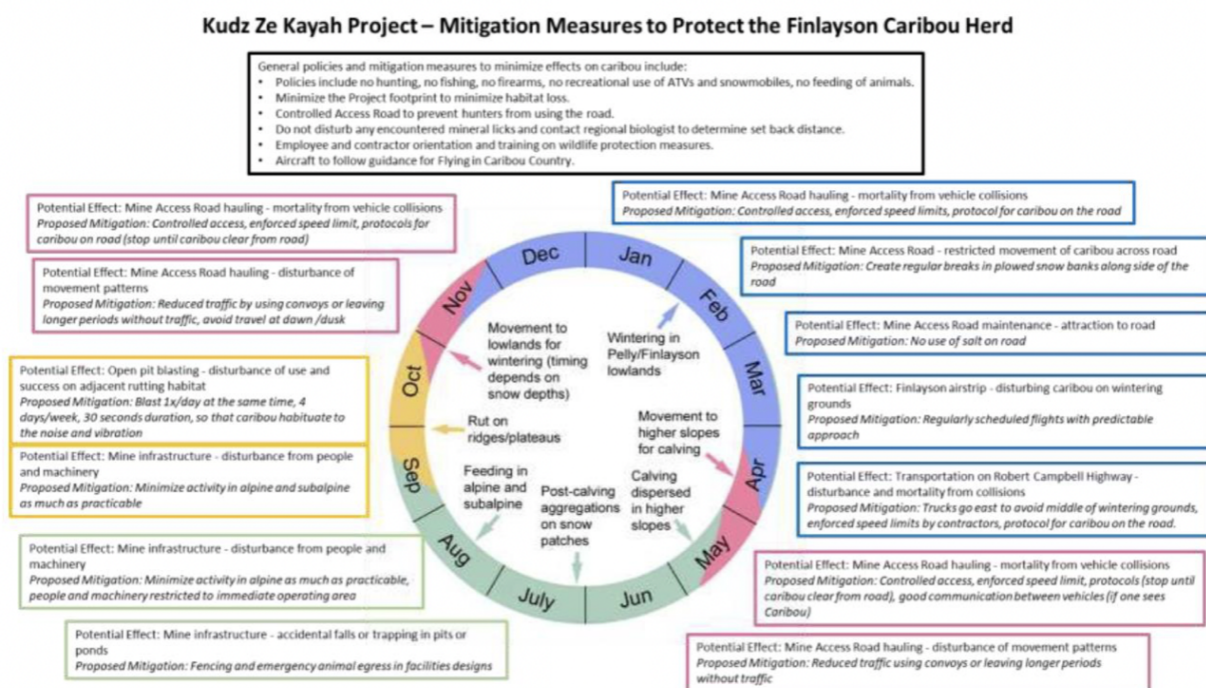 Kudz Ze Kayah Project – Mitigation Measures to Protect the Finlayson Caribou Herd
General policies and mitigation measures to minimize effects on caribou include:
• Policies include no hunting, no fishing, no firearms, no recreational use of ATVs and snowmobiles, no feeding of animals.
• Minimize the Project footprint to minimize habitat loss.
• Controlled Access Road to prevent hunters from using the road.
• Do not disturb any encountered mineral licks and contact regional biologist to determine set back distance.
• Employee and contractor orientation and training on wildlife protection measures.
• Aircraft to follow guidance for Flying in Caribou Country.
Potential Effect: Mine Access Road hauling - mortality from vehicle collisions
Proposed Mitigation: Controlled access, enforced speed limit, protocols for
caribou on road (stop until caribou clear from road)
Potential Effect: Mine Access Road hauling - disturbance of
movement patterns
Proposed Mitigation: Reduced traffic by using convoys or leaving
longer periods without traffic, avoid travel at dawn /dusk
Potential Effect: Open pit blasting - disturbance of use and
success on adjacent rutting habitat
Proposed Mitigation: Blast 1x/day at the same time, 4
days/week, 30 seconds duration, so that caribou habituate to
the noise and vibration
Potential Effect: Mine infrastructure - disturbance from people
and machinery
Proposed Mitigation: Minimize activity in alpine and subalpine
as much as practicable
Potential Effect: Mine infrastructure - disturbance from people and
machinery
Proposed Mitigation: Minimize activity in alpine as much as practicable,
people and machinery restricted to immediate operating area
Potential Effect: Mine infrastructure - accidental falls or trapping in pits or
ponds
Proposed Mitigation: Fencing and emergency animal egress in facilities designs
Dec
Jan
Feb
Mar
Apr
May
Jun
July
Aug
Sep
Oct
Nov
Movement to
lowlands for
wintering (timing
depends on
snow depths)
Wintering in
Pelly/Finlayson
lowlands
Movement to
higher slopes
for calving
Rut on
ridges/plateaus
Feeding in
alpine and
subalpine
Post-calving
aggregations
on snow
patches
Calving
dispersed
in higher
slopes
Potential Effect: Mine Access Road hauling - mortality from vehicle collisions
Proposed Mitigation: Controlled access, enforced speed limits, protocol for caribou on the road
Potential Effect: Mine Access Road - restricted movement of caribou across road
Proposed Mitigation: Create regular breaks in plowed snow banks along side of the
road
Potential Effect: Mine Access Road maintenance - attraction to road
Proposed Mitigation: No use of salt on road
Potential Effect: Finlayson airstrip - disturbing caribou on wintering
grounds
Proposed Mitigation: Regularly scheduled flights with predictable
approach
Potential Effect: Transportation on Robert Campbell Highway -
disturbance and mortality from collisions
Proposed Mitigation: Trucks go east to avoid middle of wintering grounds,
enforced speed limits by contractors, protocol for caribou on the road.
Potential Effect: Mine Access Road hauling - mortality from vehicle collisions
Proposed Mitigation: Controlled access, enforced speed limit, protocols (stop until
caribou clear from road), good communication between vehicles (if one sees
Caribou)
Potential Effect: Mine Access Road hauling - disturbance of movement patterns
Proposed Mitigation: Reduced traffic using convoys or leaving longer periods
without traffic